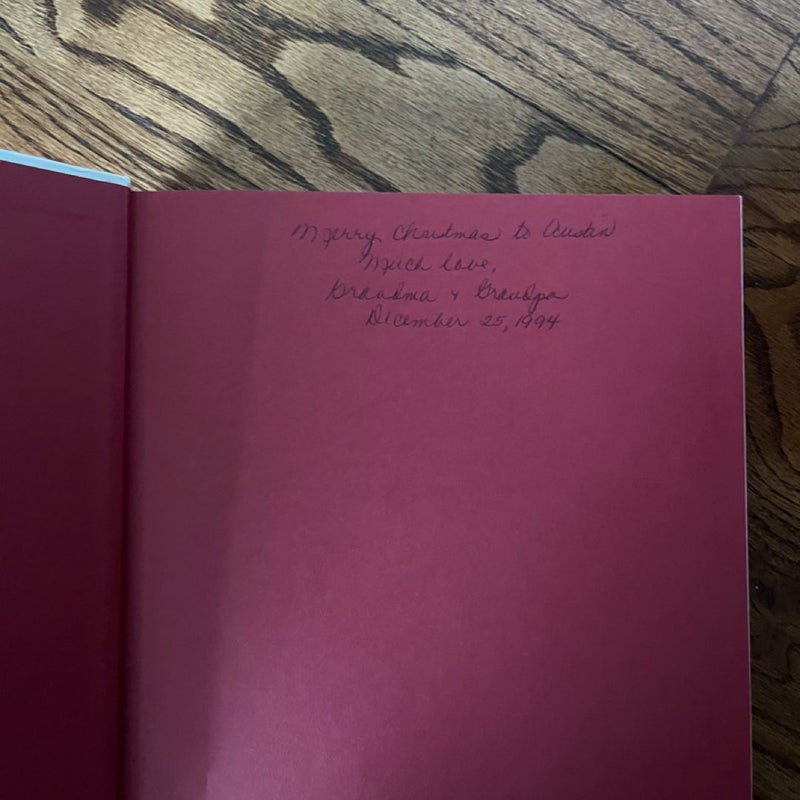 Merry Christmas to Austin
Much love,
Grandma & Grandpa
December 25, 1994